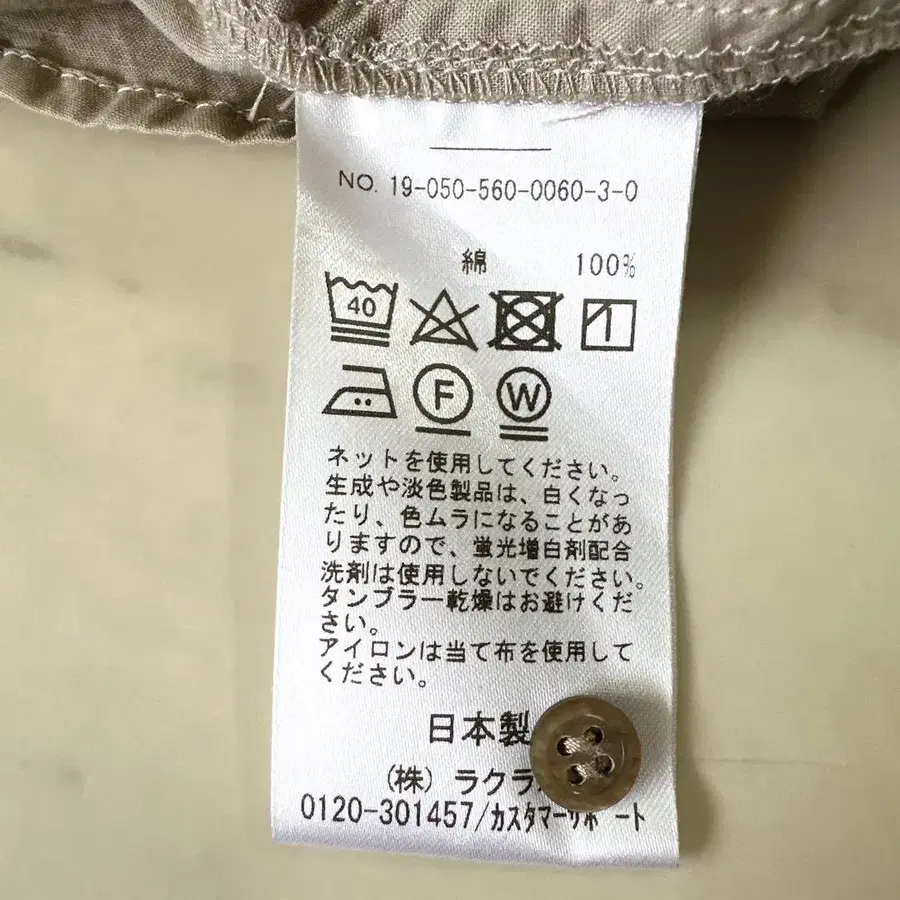 NO. 19-050-560-0060-3-0
綿 100%
40
F W
ネットを使用してください。
生成や淡色製品は、白くなっ
たり、色ムラになることがあ
りますので、蛍光増白剤配合
洗剤は使用しないでください。
タンブラー乾燥はお避けくだ
さい。
アイロンは当て布を使用して
ください。
日本製
(株) ラクラ
0120-301457/カスタマーサポート